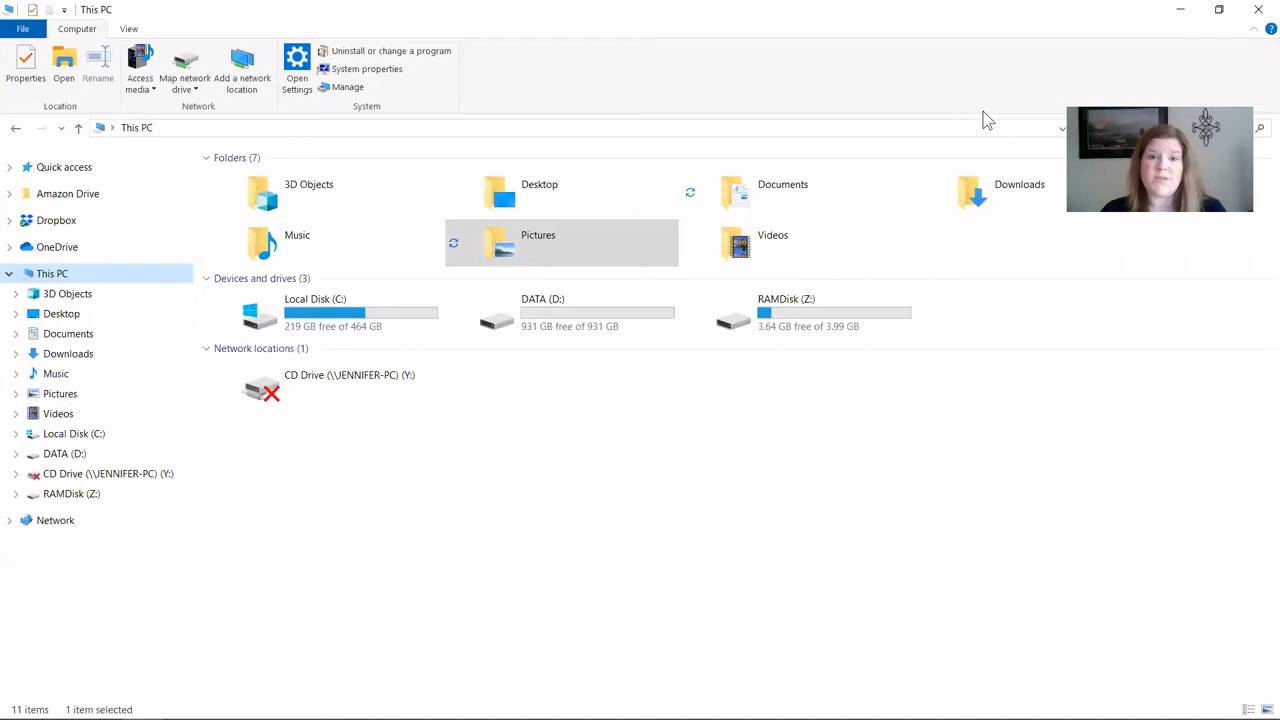 This PC
File Computer View
Properties Open Rename
Access media Map network drive Add a network location
Open Settings
Uninstall or change a program
System properties
Manage
Location Network System
This PC
Quick access
Amazon Drive
Dropbox
OneDrive
This PC
3D Objects
Desktop
Documents
Downloads
Music
Pictures
Videos
Local Disk (C:)
DATA (D:)
CD Drive (\\JENNIFER-PC) (Y:)
RAMDisk (Z:)
Network
Folders (7)
3D Objects Desktop Documents Downloads
Music Pictures Videos
Devices and drives (3)
Local Disk (C:) DATA (D:) RAMDisk (Z:)
219 GB free of 464 GB 931 GB free of 931 GB 3.64 GB free of 3.99 GB
Network locations (1)
CD Drive (\\JENNIFER-PC) (Y:)
11 items 1 item selected